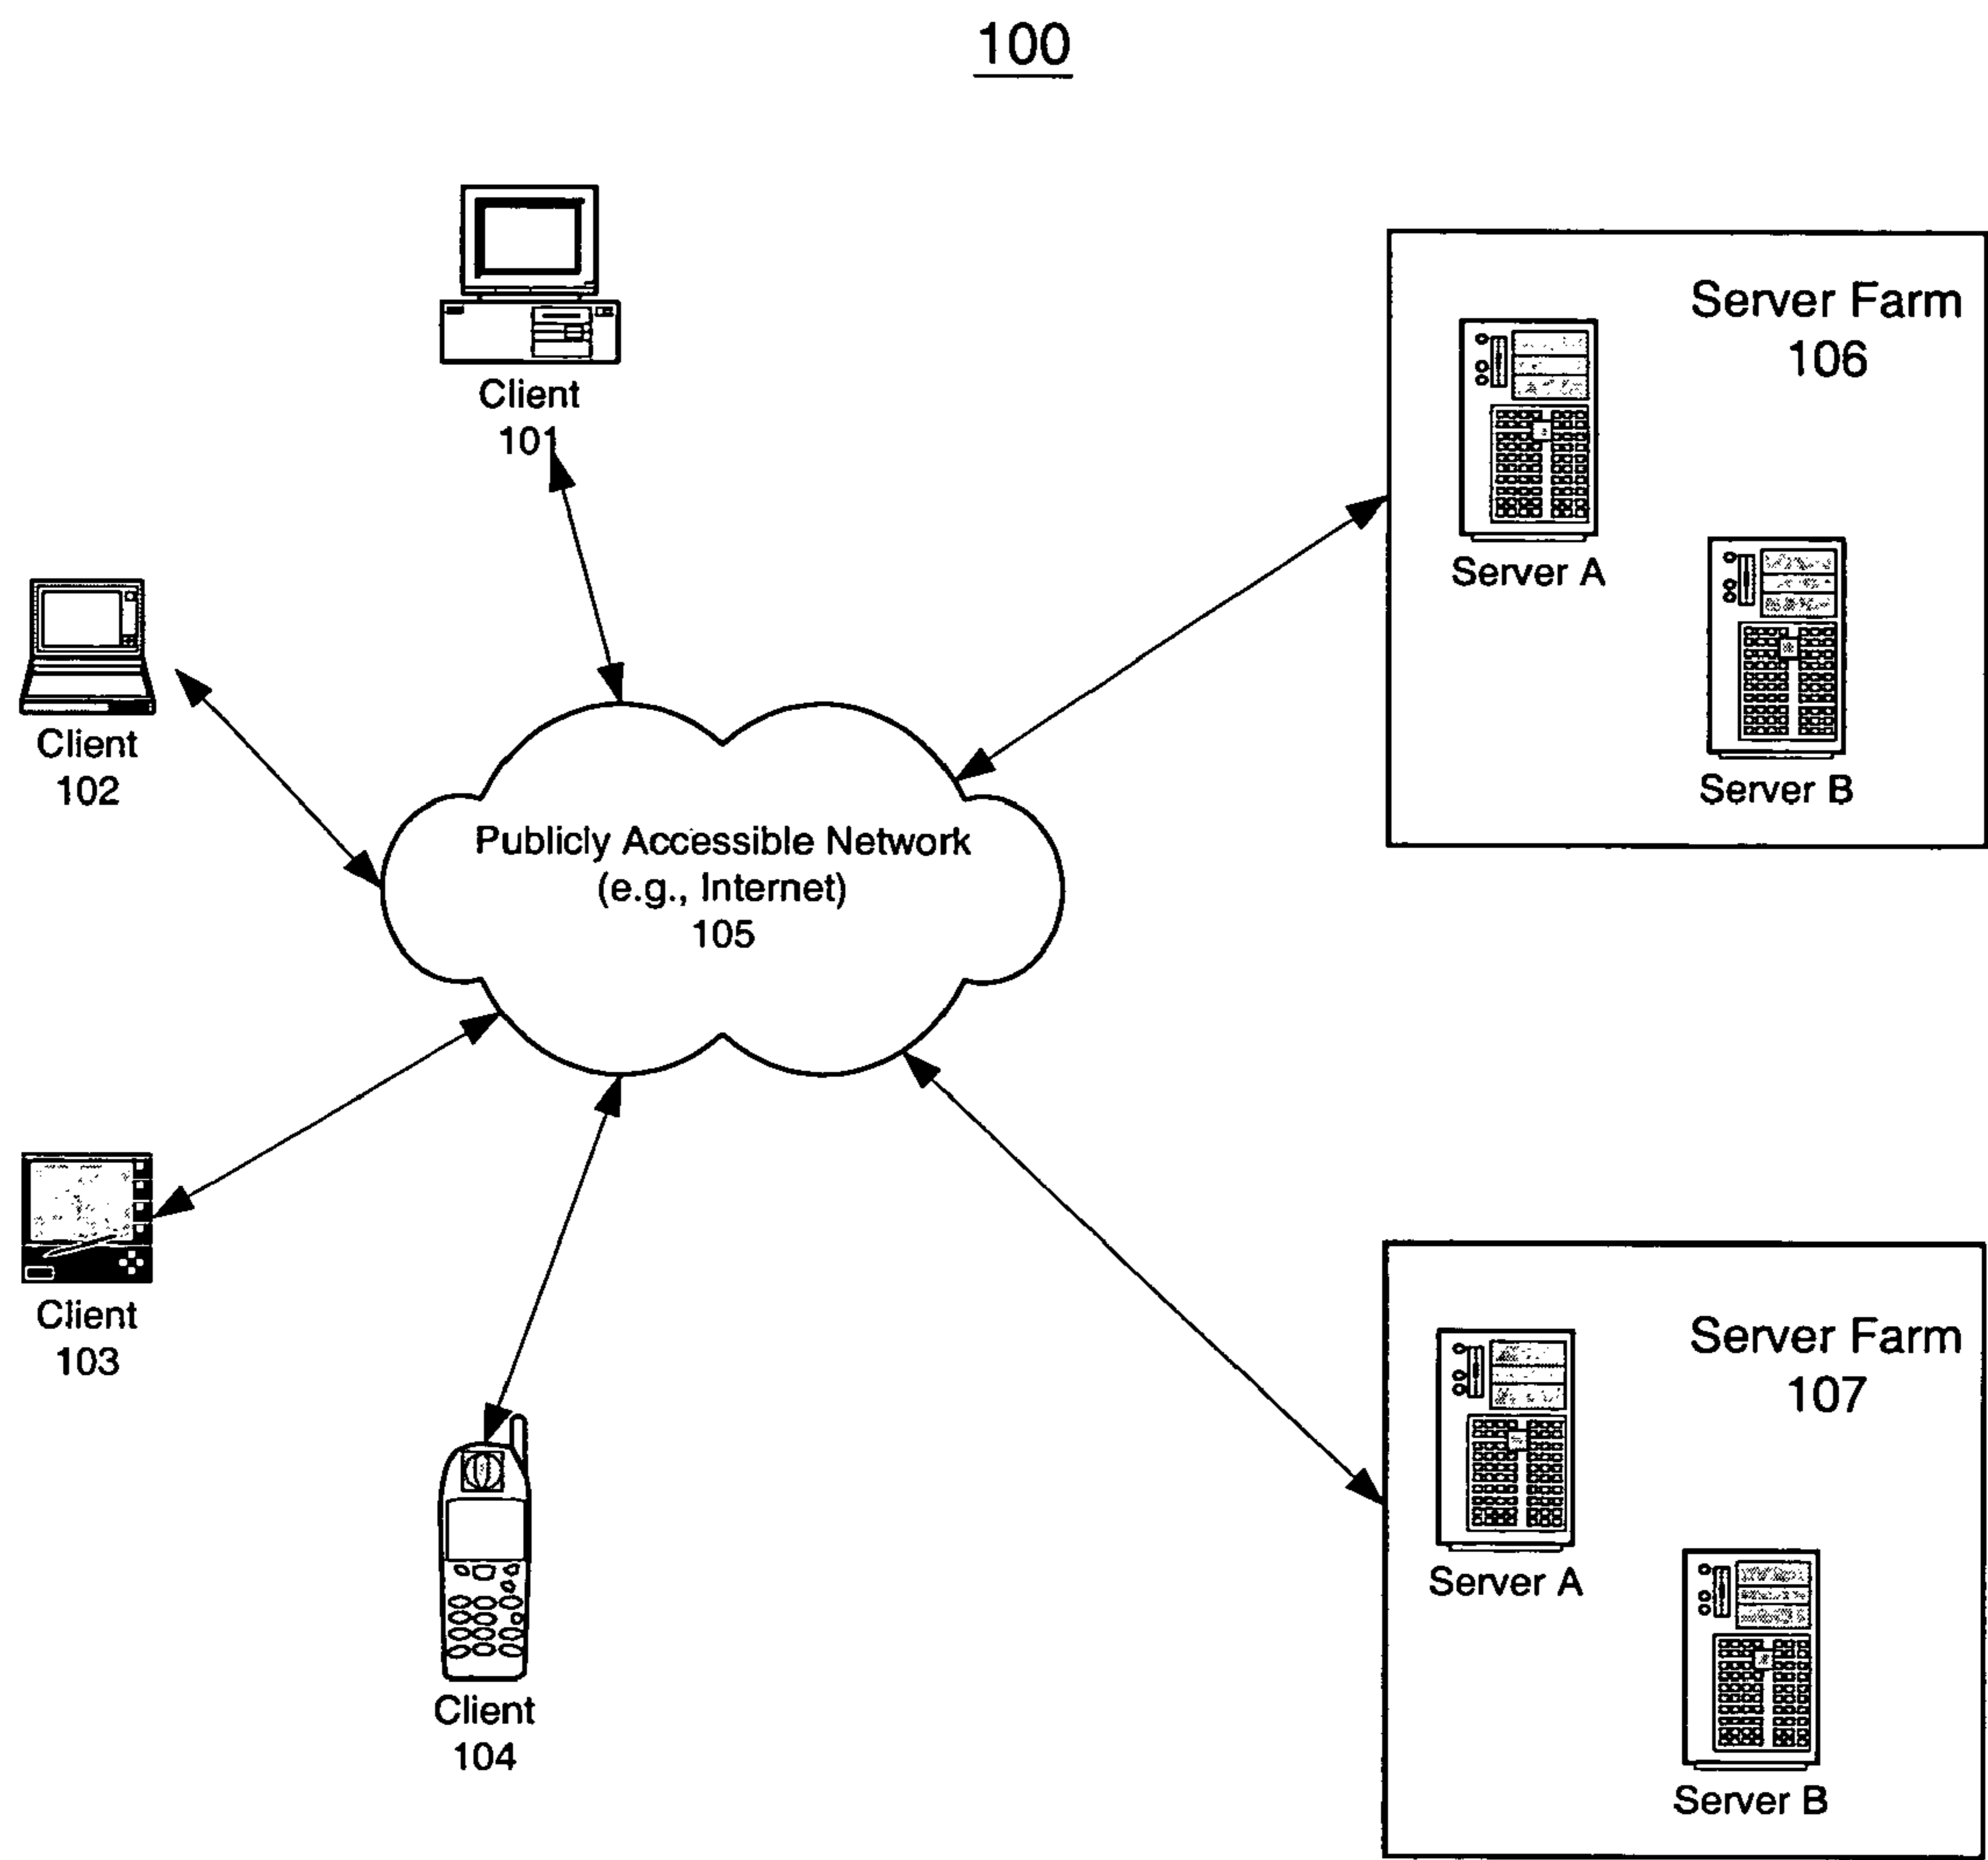 100
Client
101
Client
102
Client
103
Client
104
Publicly Accessible Network
(e.g., Internet)
105
Server Farm
106
Server A
Server B
Server Farm
107
Server A
Server B